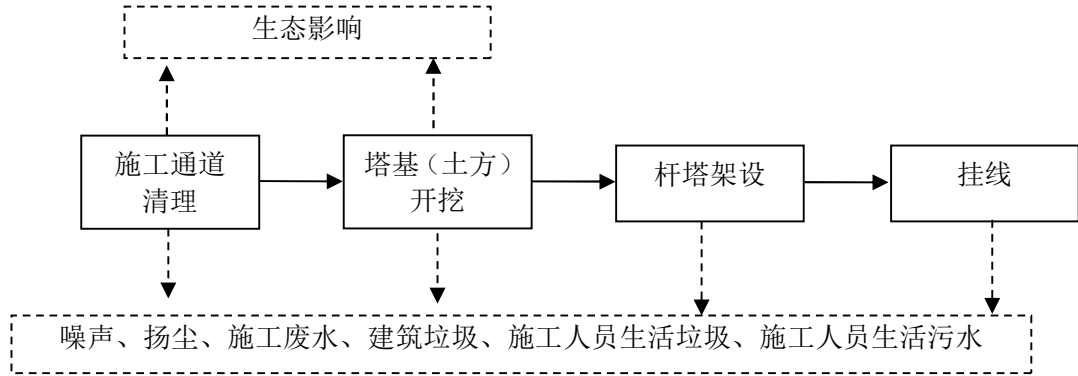 生态影响
施工通道
清理
塔基（土方）
开挖
杆塔架设
挂线
噪声、扬尘、施工废水、建筑垃圾、施工人员生活垃圾、施工人员生活污水